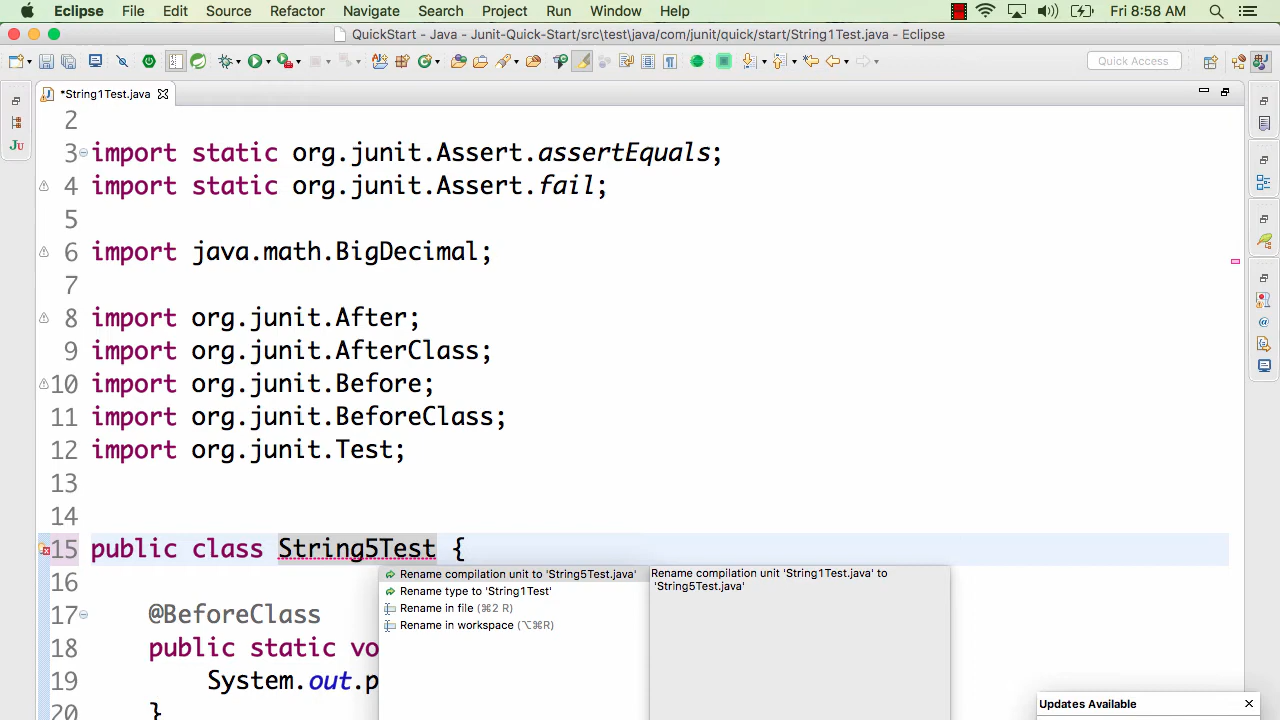 Eclipse File Edit Source Refactor Navigate Search Project Run Window Help Fri 8:58 AM
QuickStart - Java - Junit-Quick-Start/src/test/java/com/junit/quick/start/String1Test.java - Eclipse
Quick Access
*String1Test.java
2
3 import static org.junit.Assert.assertEquals;
4 import static org.junit.Assert.fail;
5
6 import java.math.BigDecimal;
7
8 import org.junit.After;
9 import org.junit.AfterClass;
10 import org.junit.Before;
11 import org.junit.BeforeClass;
12 import org.junit.Test;
13
14
15 public class String5Test {
16
Rename compilation unit to 'String5Test.java'
Rename type to 'String1Test'
Rename in file (⌘2 R)
Rename in workspace (⌥⌘R)
Rename compilation unit 'String1Test.java' to
'String5Test.java'
17 @BeforeClass
18 public static vo
19 System.out.p
20 }
Updates Available